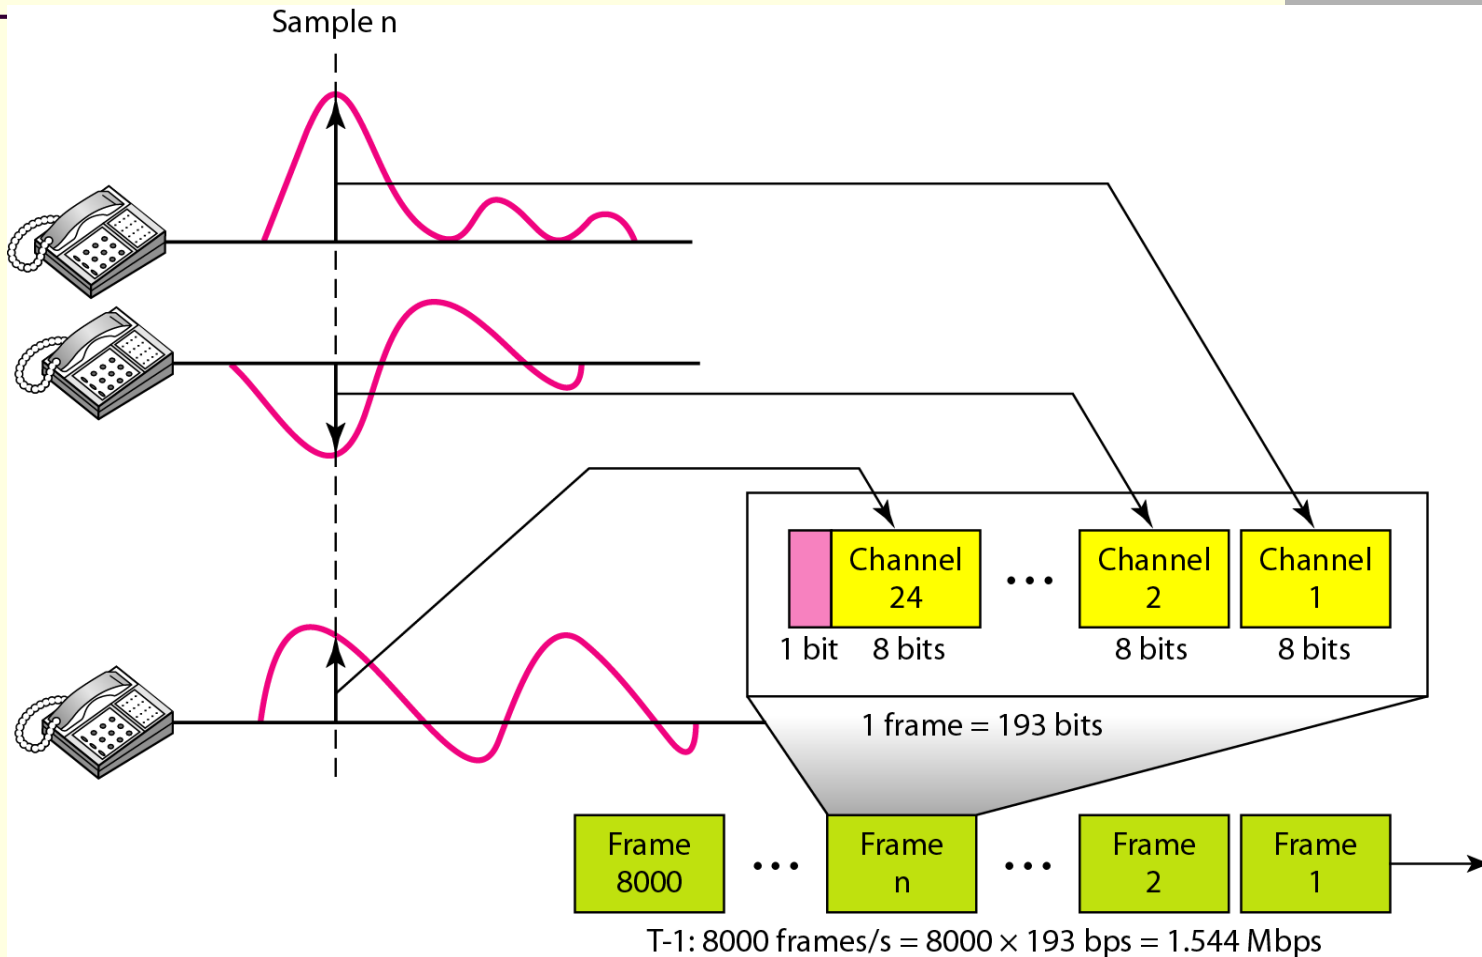 Sample n
Channel
24
...
Channel
2
Channel
1
1 bit
8 bits
8 bits
8 bits
1 frame = 193 bits
Frame
8000
...
Frame
n
...
Frame
2
Frame
1
T-1: 8000 frames/s = 8000 × 193 bps = 1.544 Mbps